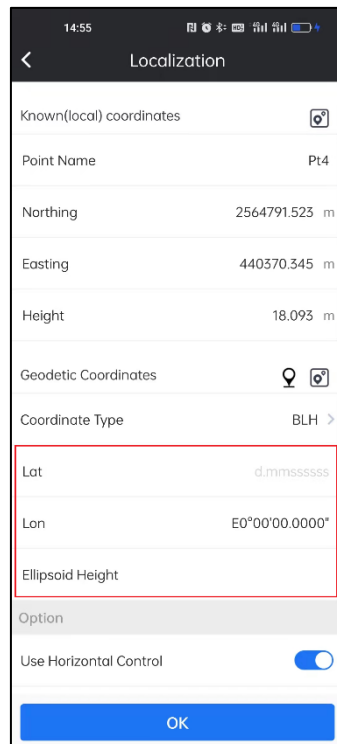 14:55
Localization
Known(local) coordinates
Point Name Pt4
Northing 2564791.523 m
Easting 440370.345 m
Height 18.093 m
Geodetic Coordinates
Coordinate Type BLH >
Lat d.mmssssss
Lon E0°00'00.0000"
Ellipsoid Height
Option
Use Horizontal Control
OK